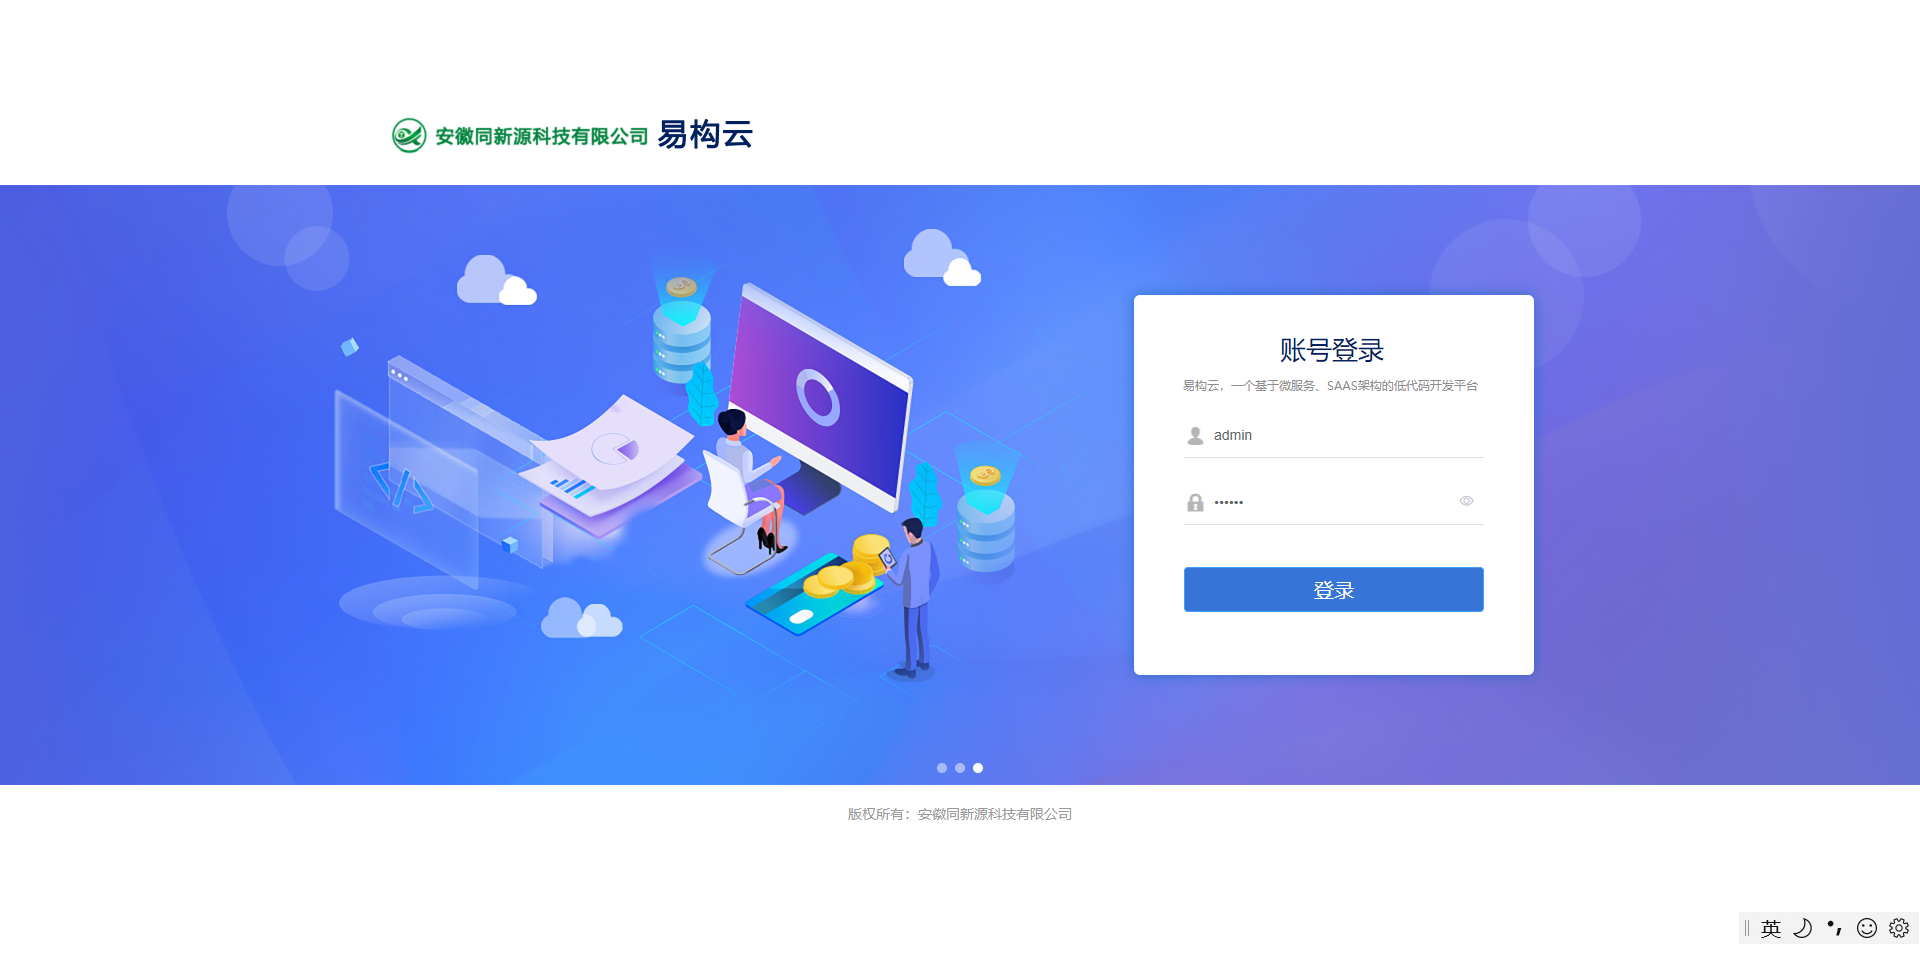 安徽同新源科技有限公司 易构云
账号登录
易构云，一个基于微服务、SAAS架构的低代码开发平台
admin
••••••
登录
版权所有：安徽同新源科技有限公司
英